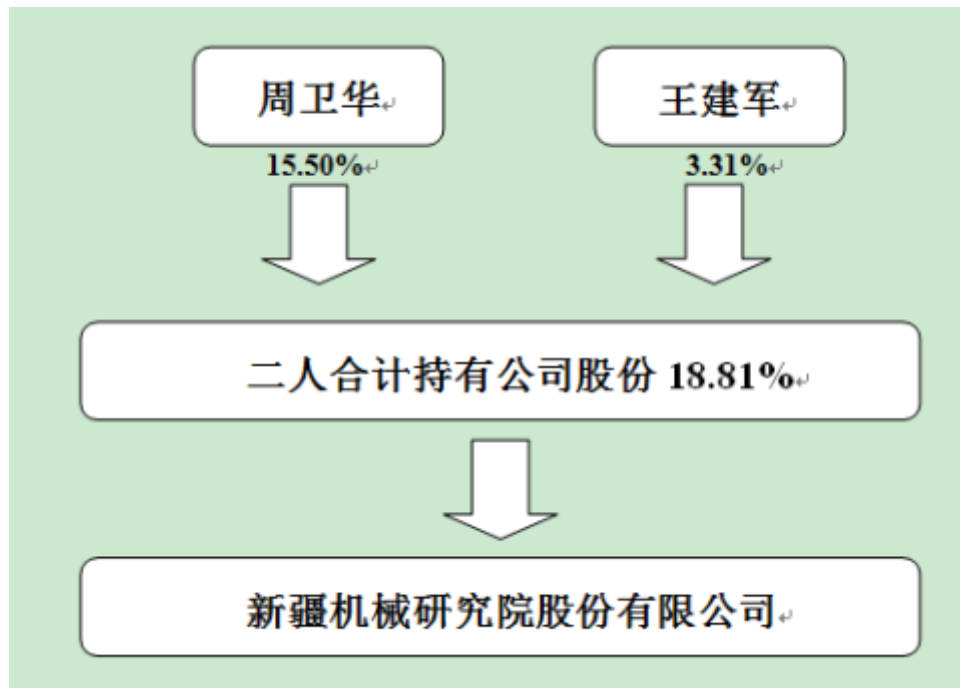 周卫华
王建军
15.50%
3.31%
二人合计持有公司股份 18.81%
新疆机械研究院股份有限公司